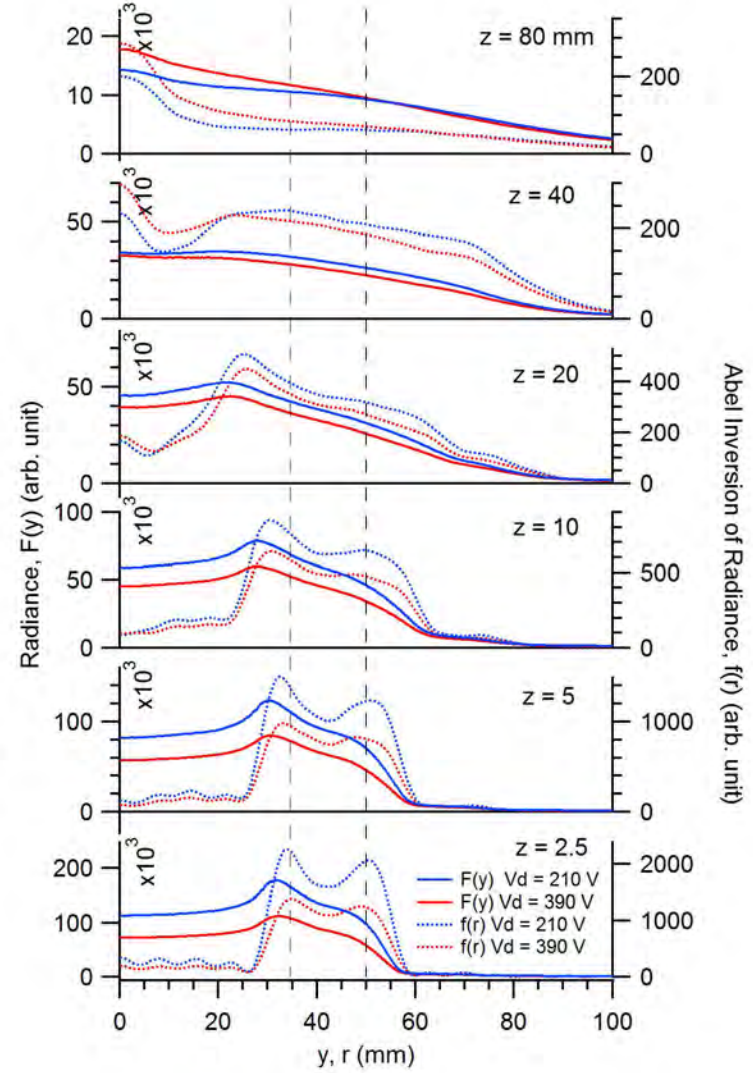 x10³
z = 80 mm
20
10
0
200
0
x10³
z = 40
50
0
200
0
x10³
z = 20
50
0
400
200
0
x10³
z = 10
100
50
0
500
0
x10³
z = 5
100
0
1000
0
x10³
z = 2.5
200
100
0
2000
1000
0
F(y) Vd = 210 V
F(y) Vd = 390 V
f(r) Vd = 210 V
f(r) Vd = 390 V
0 20 40 60 80 100
y, r (mm)
Radiance, F(y) (arb. unit)
Abel Inversion of Radiance, f(r) (arb. unit)